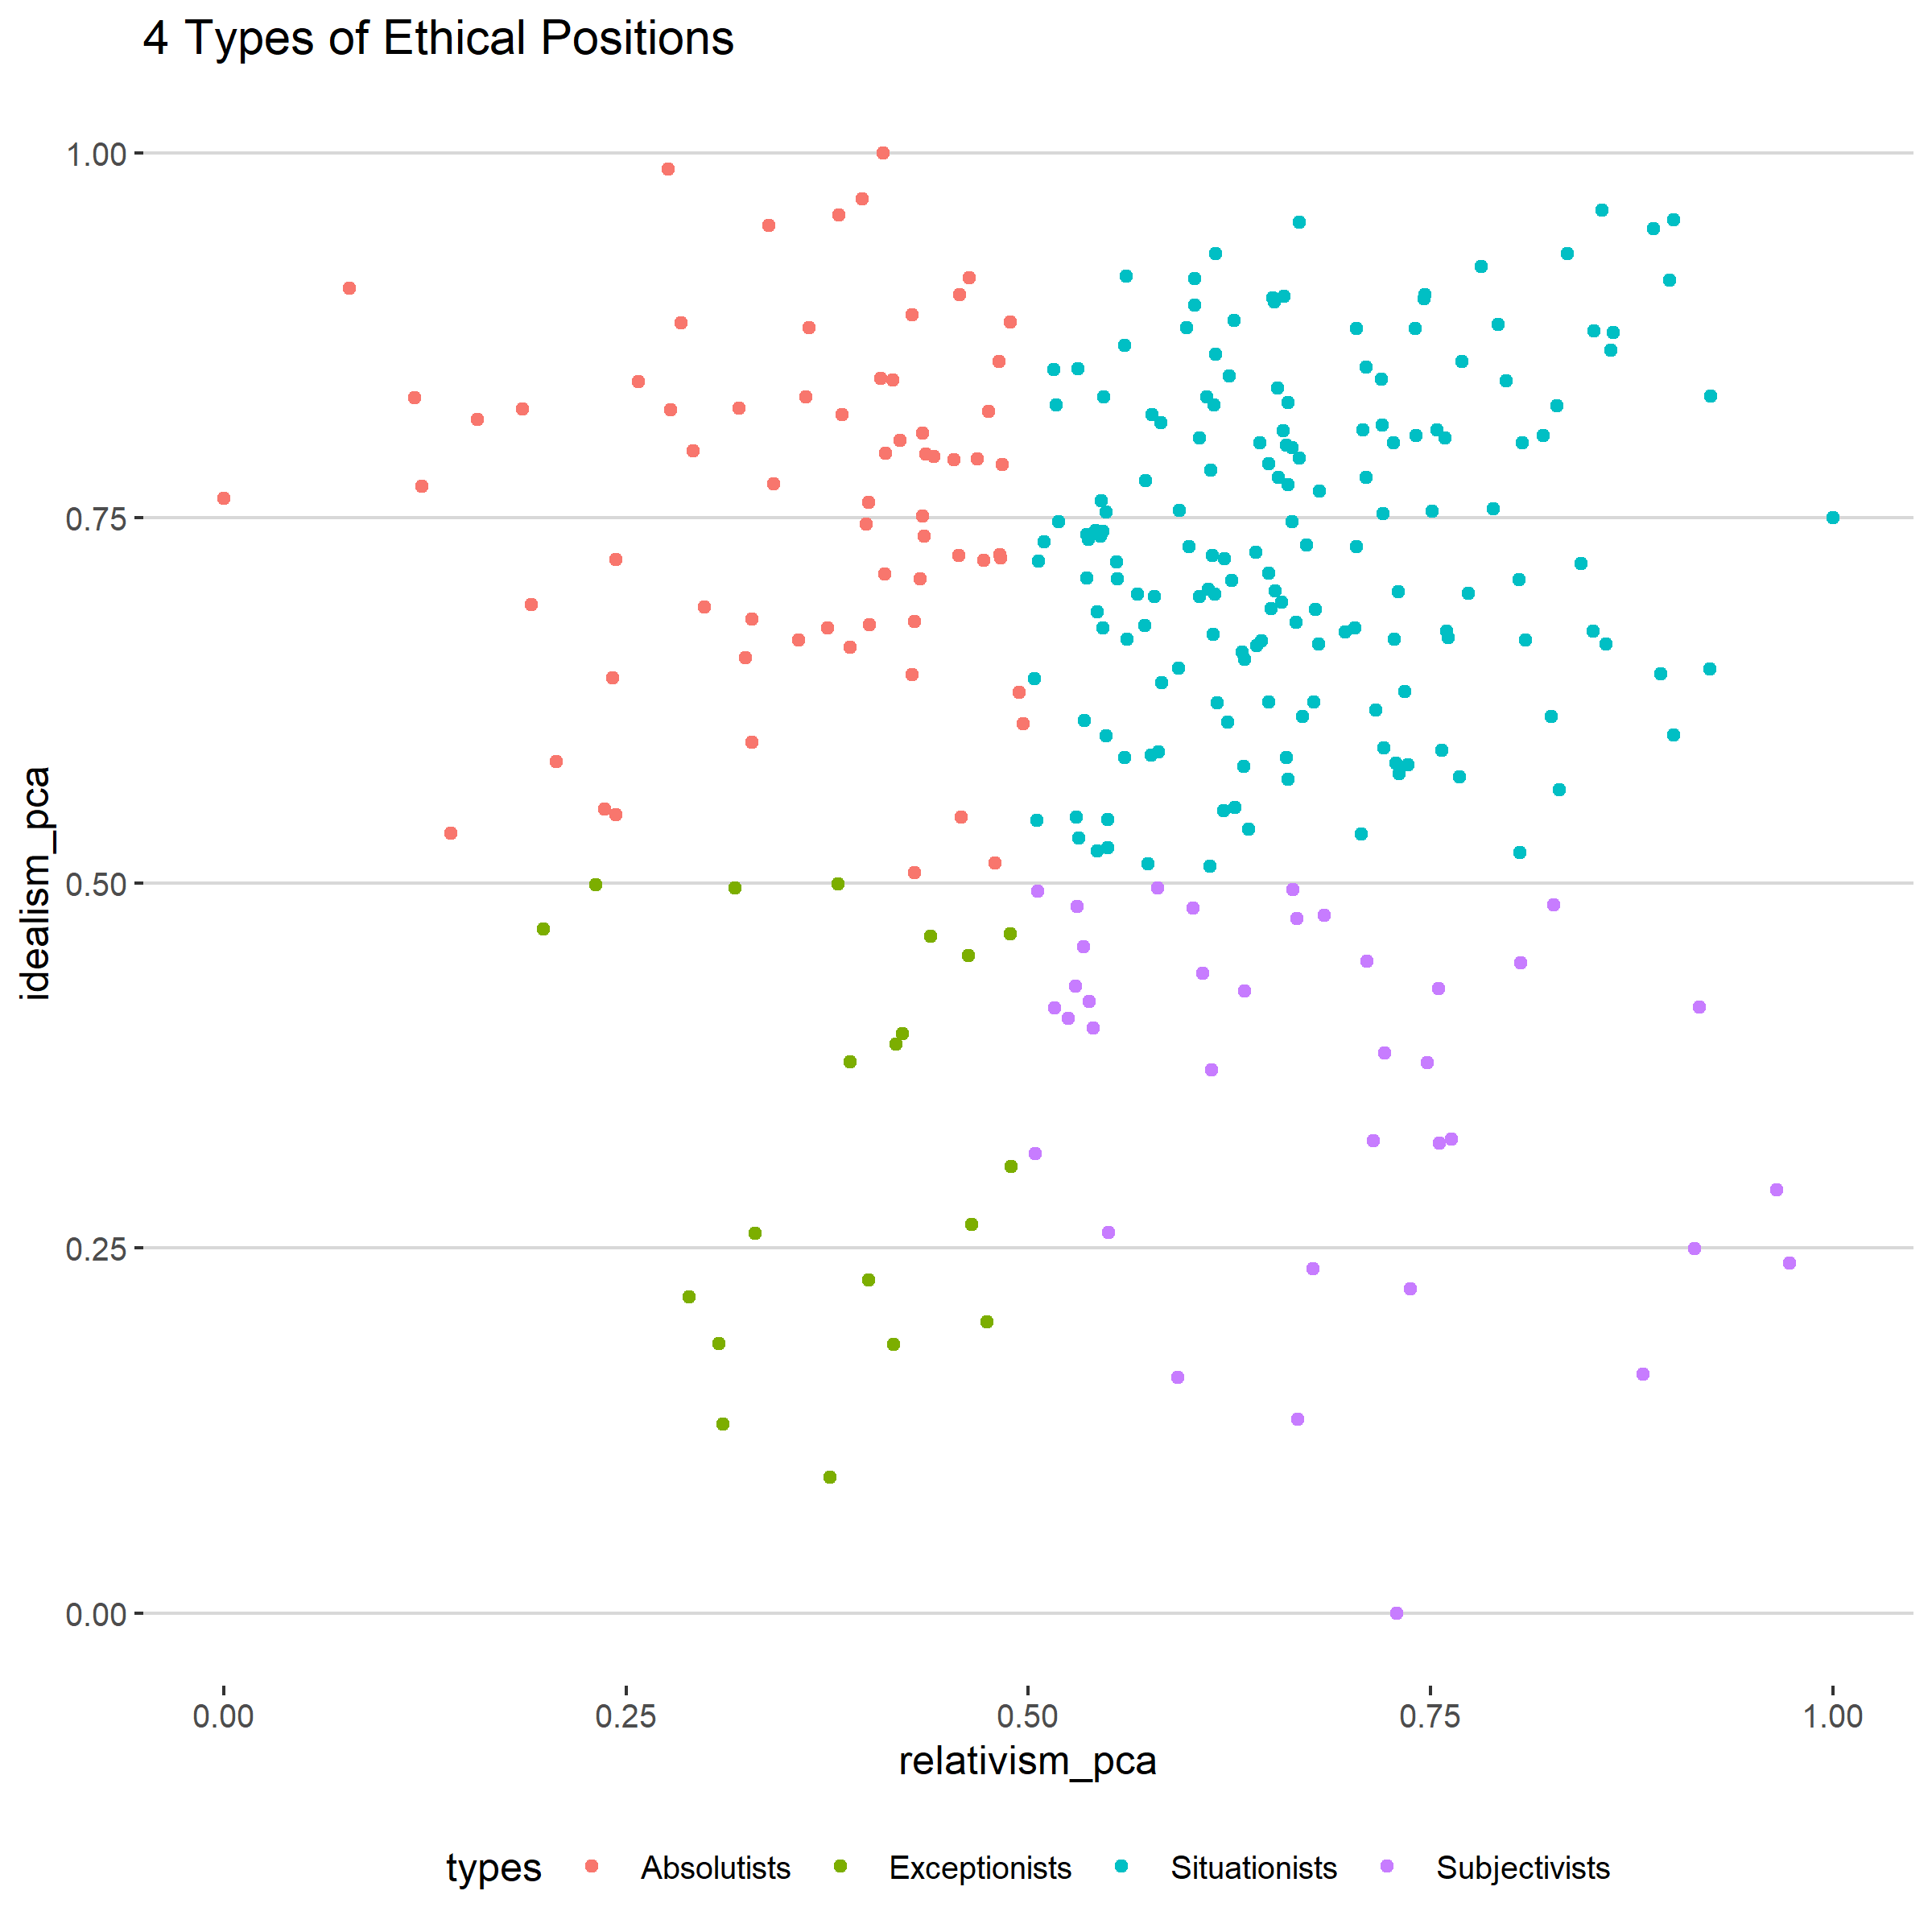 4 Types of Ethical Positions
1.00
0.75
0.50
0.25
0.00
idealism_pca
0.00 0.25 0.50 0.75 1.00
relativism_pca
types Absolutists Exceptionists Situationists Subjectivists